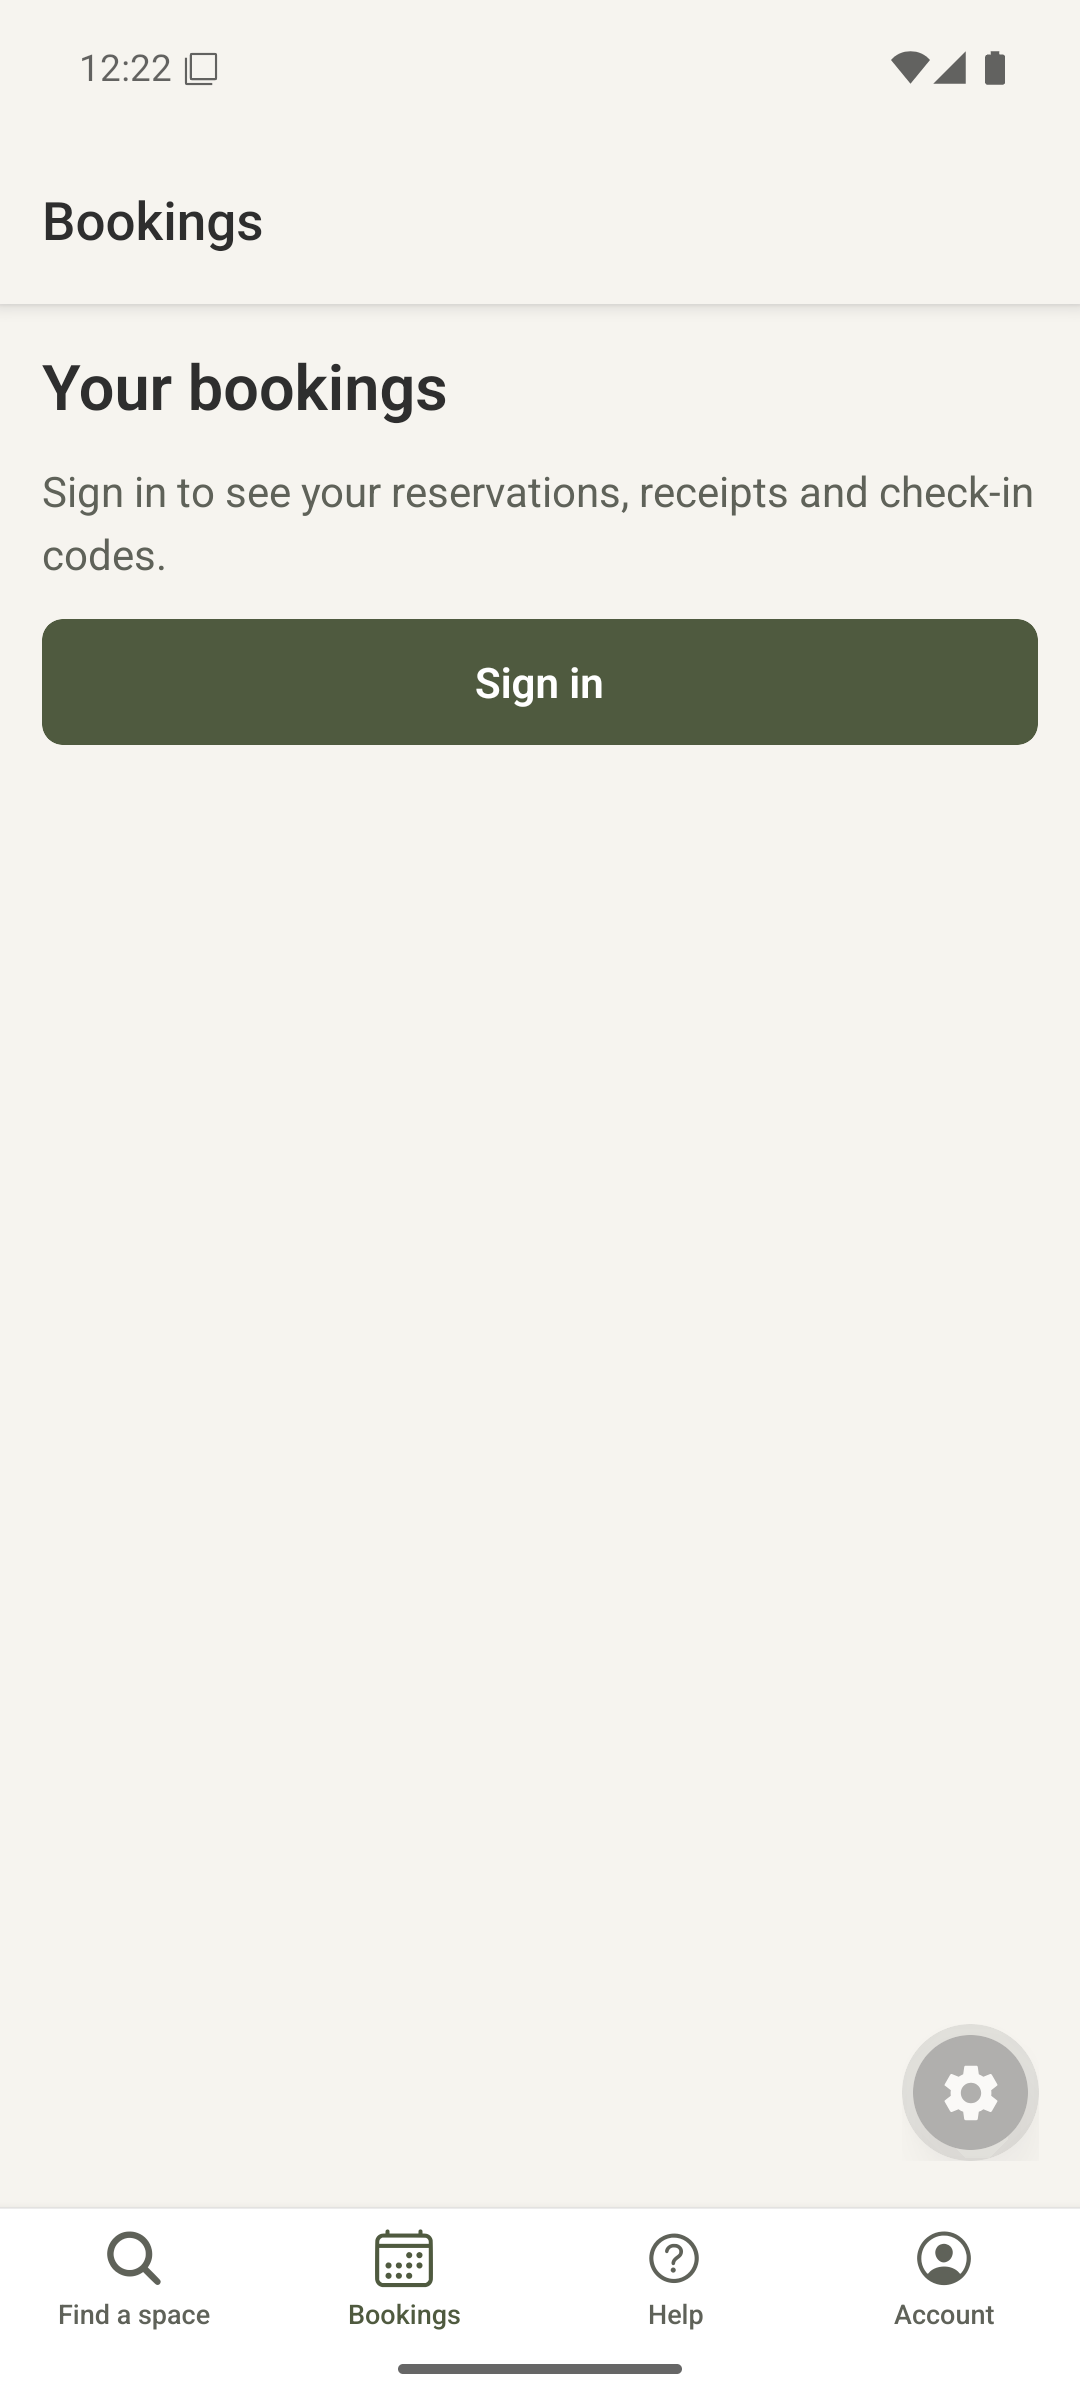 12:22
Bookings
Your bookings
Sign in to see your reservations, receipts and check-in
codes.
Sign in
Find a space
Bookings
Help
Account